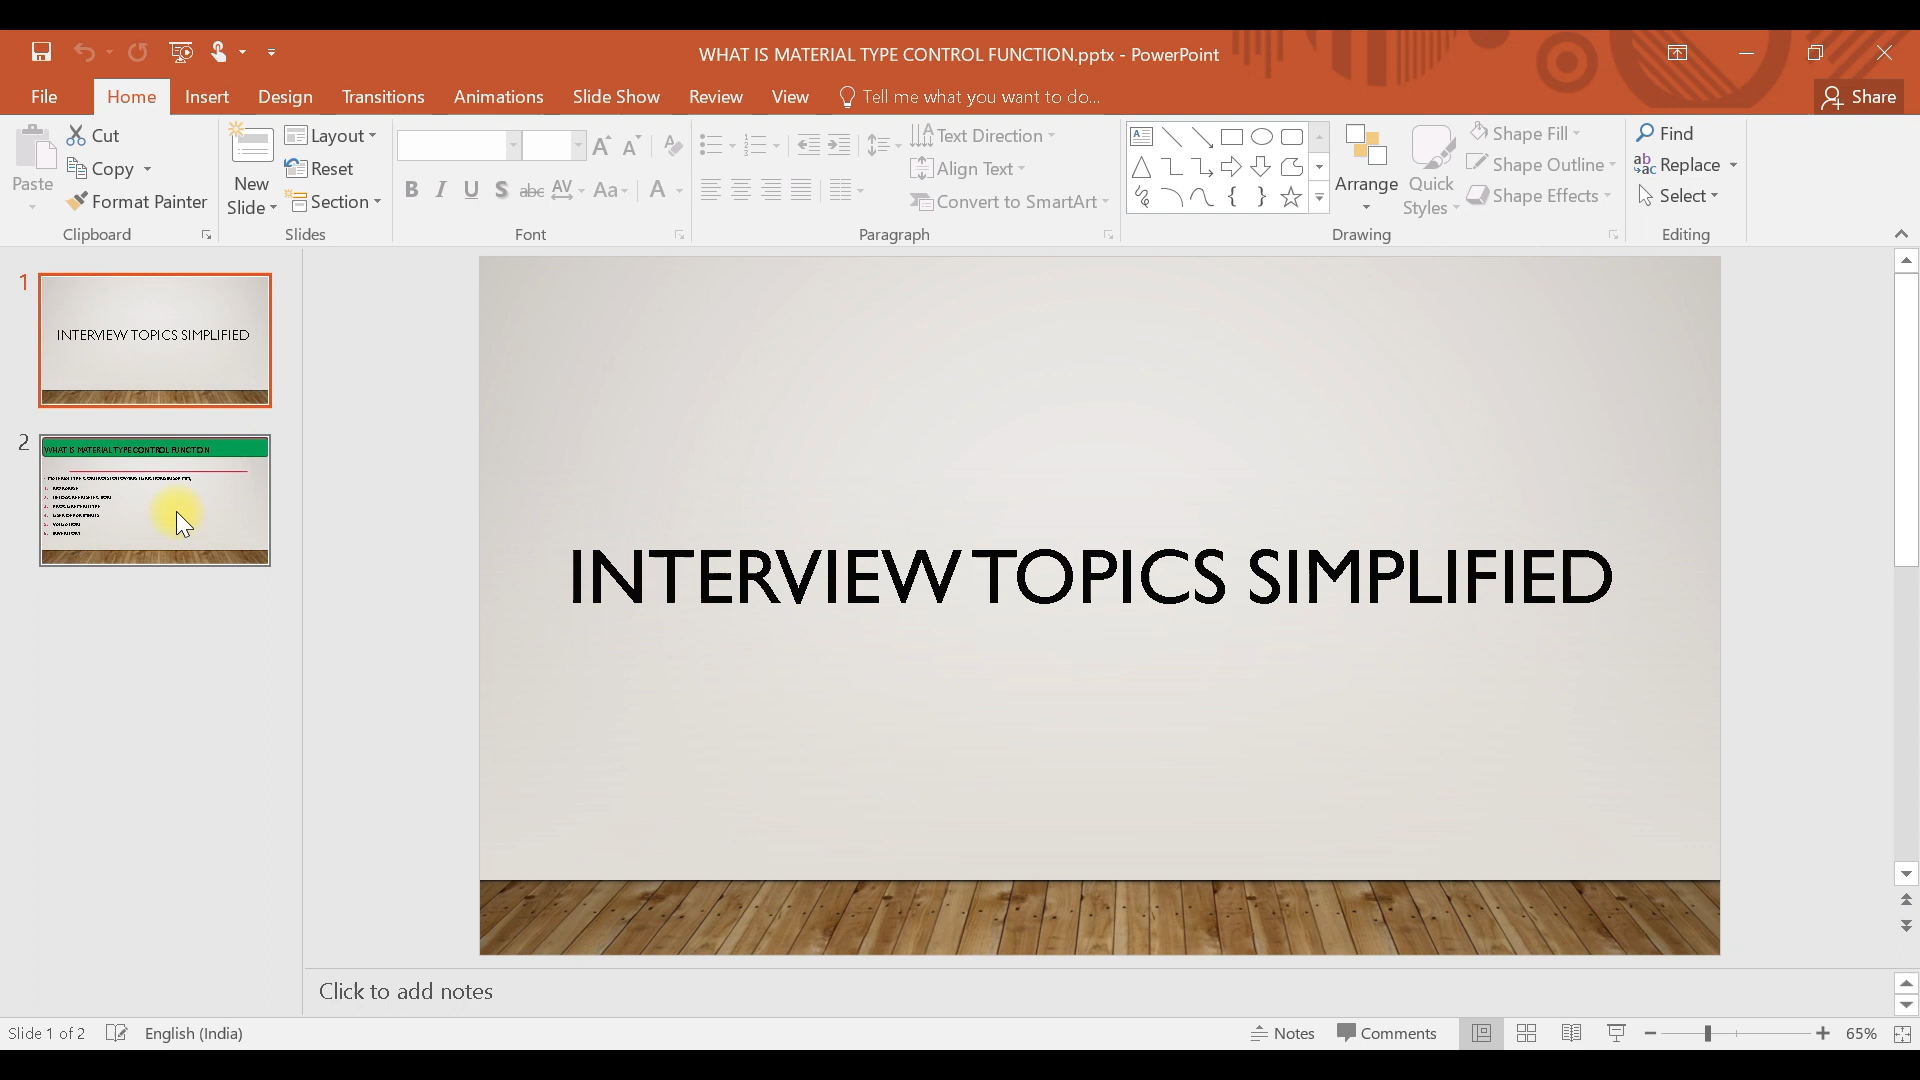 WHAT IS MATERIAL TYPE CONTROL FUNCTION.pptx - PowerPoint
File Home Insert Design Transitions Animations Slide Show Review View Tell me what you want to do... Share
Paste
Cut
Copy
Format Painter
Clipboard
New Slide
Layout
Reset
Section
Slides
B I U S abc AV Aa A
Font
Text Direction
Align Text
Convert to SmartArt
Paragraph
Arrange
Quick Styles
Shape Fill
Shape Outline
Shape Effects
Drawing
Find
Replace
Select
Editing
1
INTERVIEW TOPICS SIMPLIFIED
2
WHAT IS MATERIAL TYPE CONTROL FUNCTION
INTERVIEW TOPICS SIMPLIFIED
Click to add notes
Slide 1 of 2 English (India) Notes Comments 65%